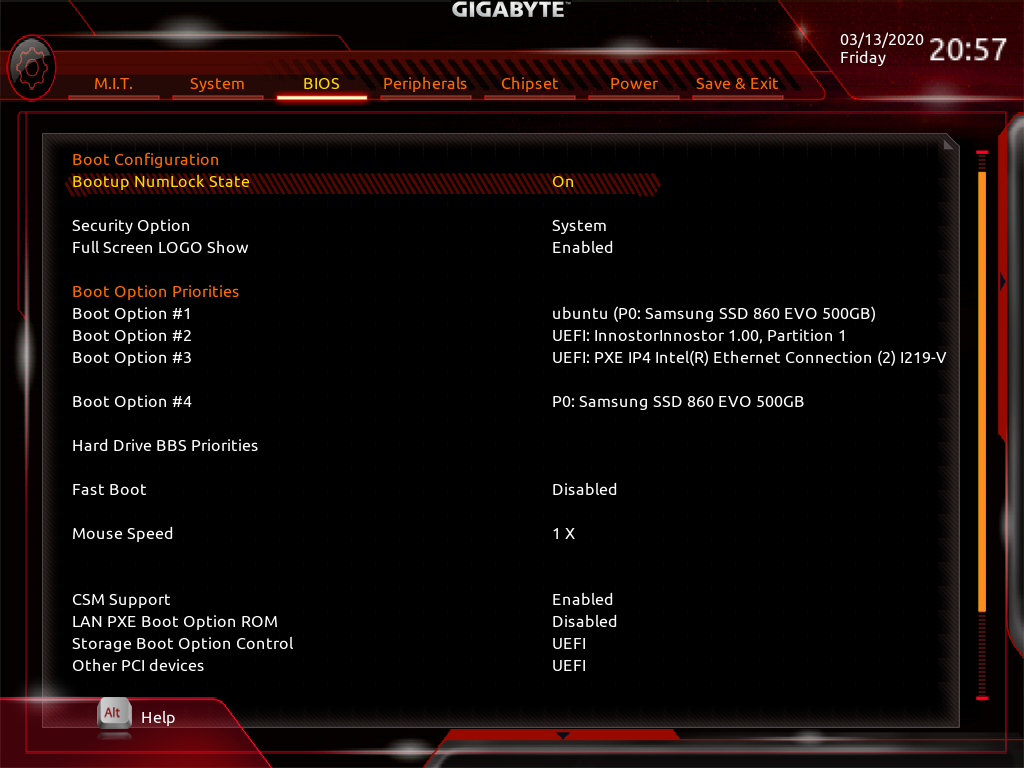 GIGABYTE™
03/13/2020
Friday
20:57
M.I.T. System BIOS Peripherals Chipset Power Save & Exit
Boot Configuration
Bootup NumLock State On
Security Option System
Full Screen LOGO Show Enabled
Boot Option Priorities
Boot Option #1 ubuntu (P0: Samsung SSD 860 EVO 500GB)
Boot Option #2 UEFI: InnostorInnostor 1.00, Partition 1
Boot Option #3 UEFI: PXE IP4 Intel(R) Ethernet Connection (2) I219-V
Boot Option #4 P0: Samsung SSD 860 EVO 500GB
Hard Drive BBS Priorities
Fast Boot Disabled
Mouse Speed 1 X
CSM Support Enabled
LAN PXE Boot Option ROM Disabled
Storage Boot Option Control UEFI
Other PCI devices UEFI
Alt Help